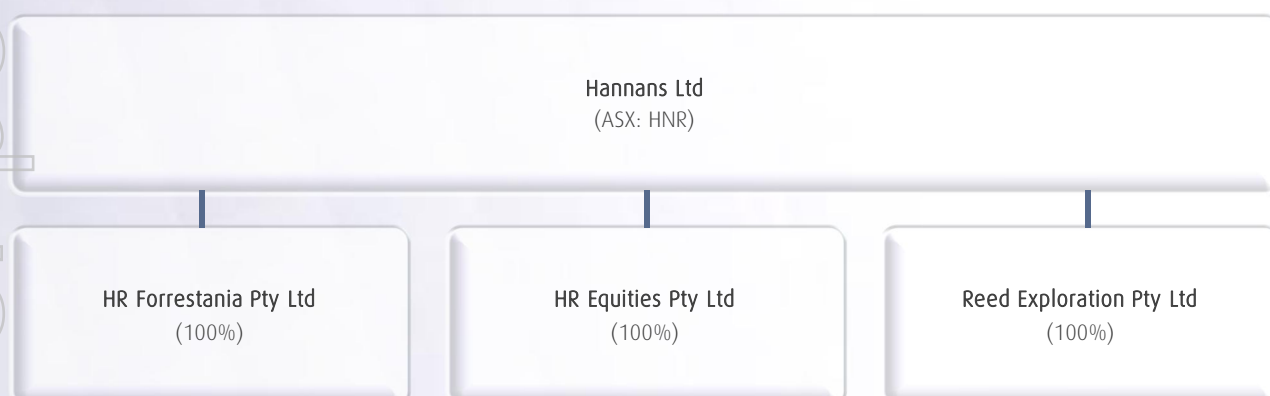 Hannans Ltd
(ASX: HNR)
HR Forrestania Pty Ltd
(100%)
HR Equities Pty Ltd
(100%)
Reed Exploration Pty Ltd
(100%)